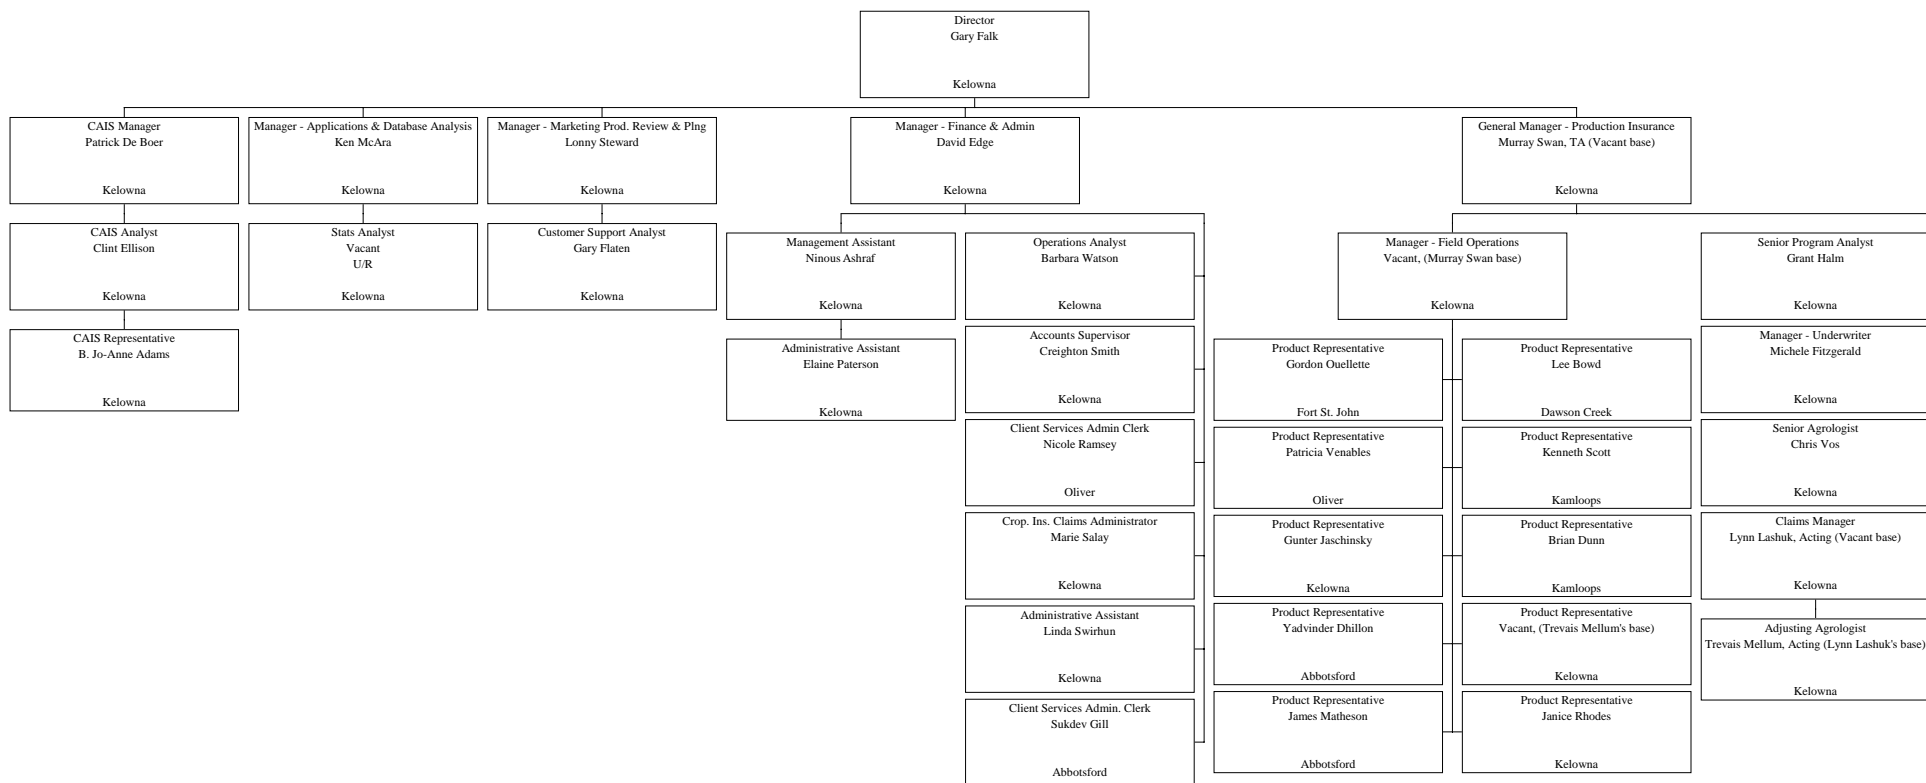 Director
Gary Falk
Kelowna
CAIS Manager
Patrick De Boer
Kelowna
Manager - Applications & Database Analysis
Ken McAra
Kelowna
Manager - Marketing Prod. Review & Plng
Lonny Steward
Kelowna
Manager - Finance & Admin
David Edge
Kelowna
General Manager - Production Insurance
Murray Swan, TA (Vacant base)
Kelowna
CAIS Analyst
Clint Ellison
Kelowna
CAIS Representative
B. Jo-Anne Adams
Kelowna
Stats Analyst
Vacant
U/R
Kelowna
Customer Support Analyst
Gary Flaten
Kelowna
Management Assistant
Ninous Ashraf
Kelowna
Administrative Assistant
Elaine Paterson
Kelowna
Operations Analyst
Barbara Watson
Kelowna
Accounts Supervisor
Creighton Smith
Kelowna
Client Services Admin Clerk
Nicole Ramsey
Oliver
Crop. Ins. Claims Administrator
Marie Salay
Kelowna
Administrative Assistant
Linda Swirhun
Kelowna
Client Services Admin. Clerk
Sukdev Gill
Abbotsford
Manager - Field Operations
Vacant, (Murray Swan base)
Kelowna
Product Representative
Gordon Ouellette
Fort St. John
Product Representative
Lee Bowd
Dawson Creek
Product Representative
Patricia Venables
Oliver
Product Representative
Kenneth Scott
Kamloops
Product Representative
Gunter Jaschinsky
Kelowna
Product Representative
Brian Dunn
Kamloops
Product Representative
Yadvinder Dhillon
Abbotsford
Product Representative
Vacant, (Trevais Mellum's base)
Kelowna
Product Representative
James Matheson
Abbotsford
Product Representative
Janice Rhodes
Kelowna
Senior Program Analyst
Grant Halm
Kelowna
Manager - Underwriter
Michele Fitzgerald
Kelowna
Senior Agrologist
Chris Vos
Kelowna
Claims Manager
Lynn Lashuk, Acting (Vacant base)
Kelowna
Adjusting Agrologist
Trevais Mellum, Acting (Lynn Lashuk's base)
Kelowna